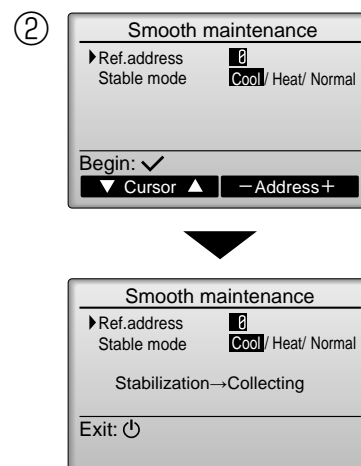 ②
Smooth maintenance
Ref.address 0
Stable mode Cool / Heat/ Normal
Begin: ✓
▼ Cursor ▲ －Address＋
Smooth maintenance
Ref.address 0
Stable mode Cool / Heat/ Normal
Stabilization→Collecting
Exit: ⏻